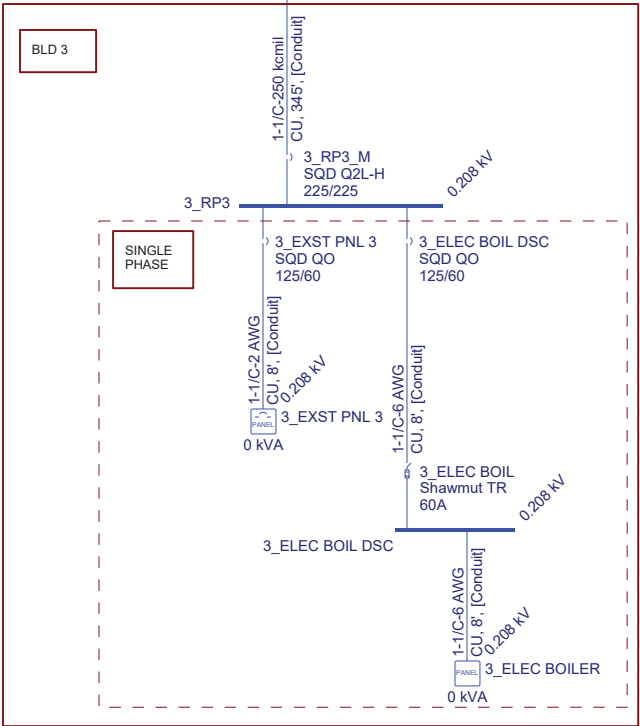 BLD 3
1-1/C-250 kcmil
CU, 345', [Conduit]
3_RP3_M
SQD Q2L-H
225/225
0.208 kV
3_RP3
SINGLE
PHASE
3_EXST PNL 3
SQD QO
125/60
3_ELEC BOIL DSC
SQD QO
125/60
1-1/C-2 AWG
CU, 8', [Conduit]
0.208 kV
PANEL
3_EXST PNL 3
0 kVA
1-1/C-6 AWG
CU, 8', [Conduit]
3_ELEC BOIL
Shawmut TR
60A
0.208 kV
3_ELEC BOIL DSC
1-1/C-6 AWG
CU, 8', [Conduit]
0.208 kV
PANEL
3_ELEC BOILER
0 kVA